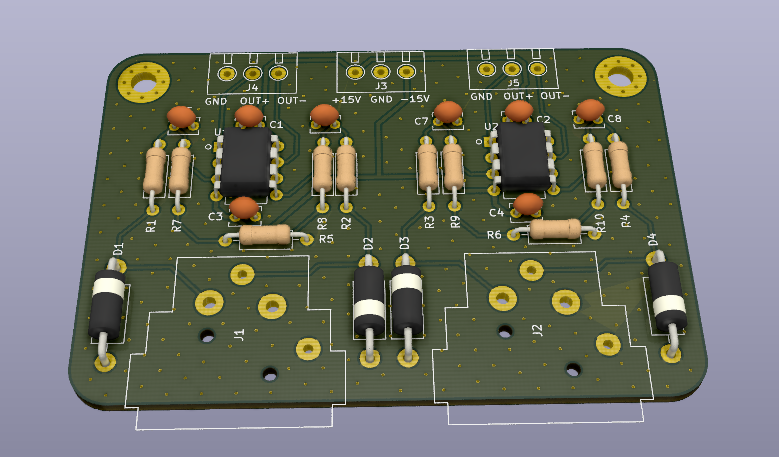 J4 J3 J5
GND OUT+ OUT- +15V GND -15V GND OUT+ OUT-
C1 C7 U2 C2 C8
C3 C4
R1 R7 R8 R2 R3 R9 R10 R4
R5 R6
D1 D2 D3 D4
J1 J2